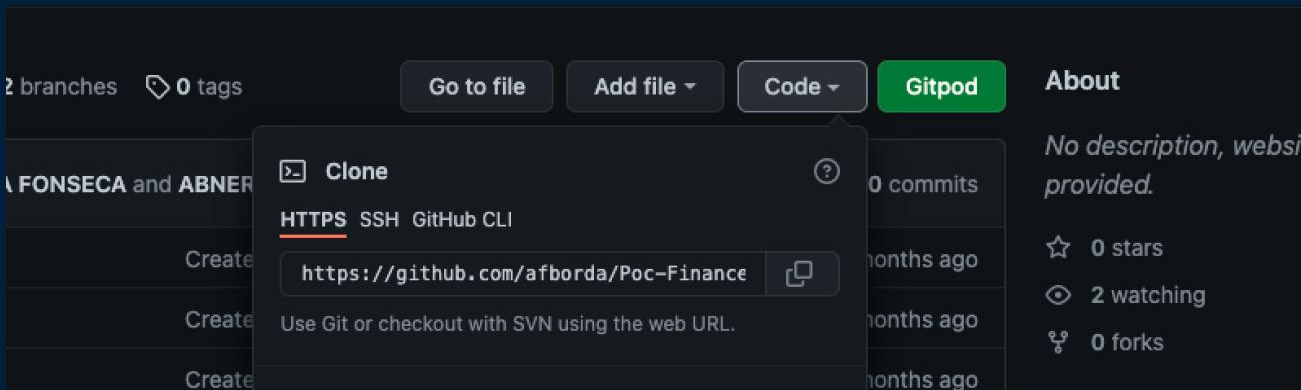 2 branches 0 tags Go to file Add file Code Gitpod
About
No description, websi
provided.
FONSECA and ABNER
0 commits
Clone
HTTPS SSH GitHub CLI
https://github.com/afborda/Poc-Finance
Use Git or checkout with SVN using the web URL.
Create
months ago
Create
months ago
Create
months ago
0 stars
2 watching
0 forks